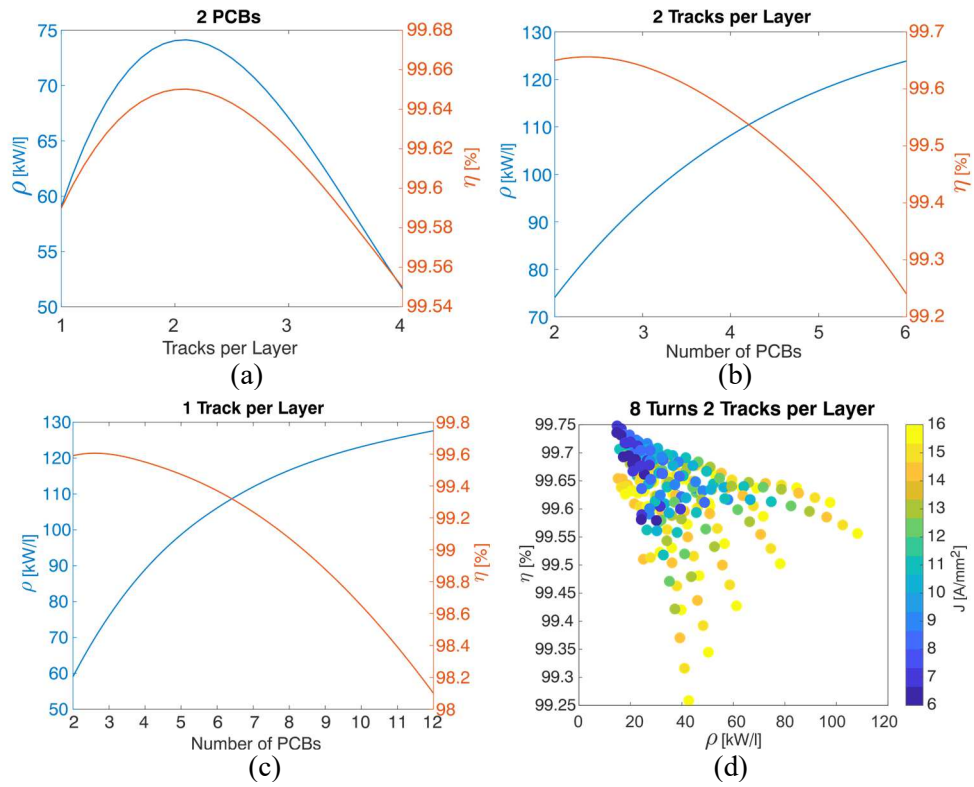 2 PCBs
75
70
65
60
55
50
ρ [kW/l]
99.68
99.66
99.64
99.62
99.6
99.58
99.56
99.54
η [%]
1 2 3 4
Tracks per Layer
(a)
2 Tracks per Layer
130
120
110
100
90
80
70
ρ [kW/l]
99.7
99.6
99.5
99.4
99.3
99.2
η [%]
2 3 4 5 6
Number of PCBs
(b)
1 Track per Layer
130
120
110
100
90
80
70
60
50
ρ [kW/l]
99.8
99.6
99.4
99.2
99
98.8
98.6
98.4
98.2
98
η [%]
2 3 4 5 6 7 8 9 10 11 12
Number of PCBs
(c)
8 Turns 2 Tracks per Layer
99.75
99.7
99.65
99.6
99.55
99.5
99.45
99.4
99.35
99.3
99.25
η [%]
0 20 40 60 80 100 120
ρ [kW/l]
16
15
14
13
12
11
10
9
8
7
6
J [A/mm²]
(d)